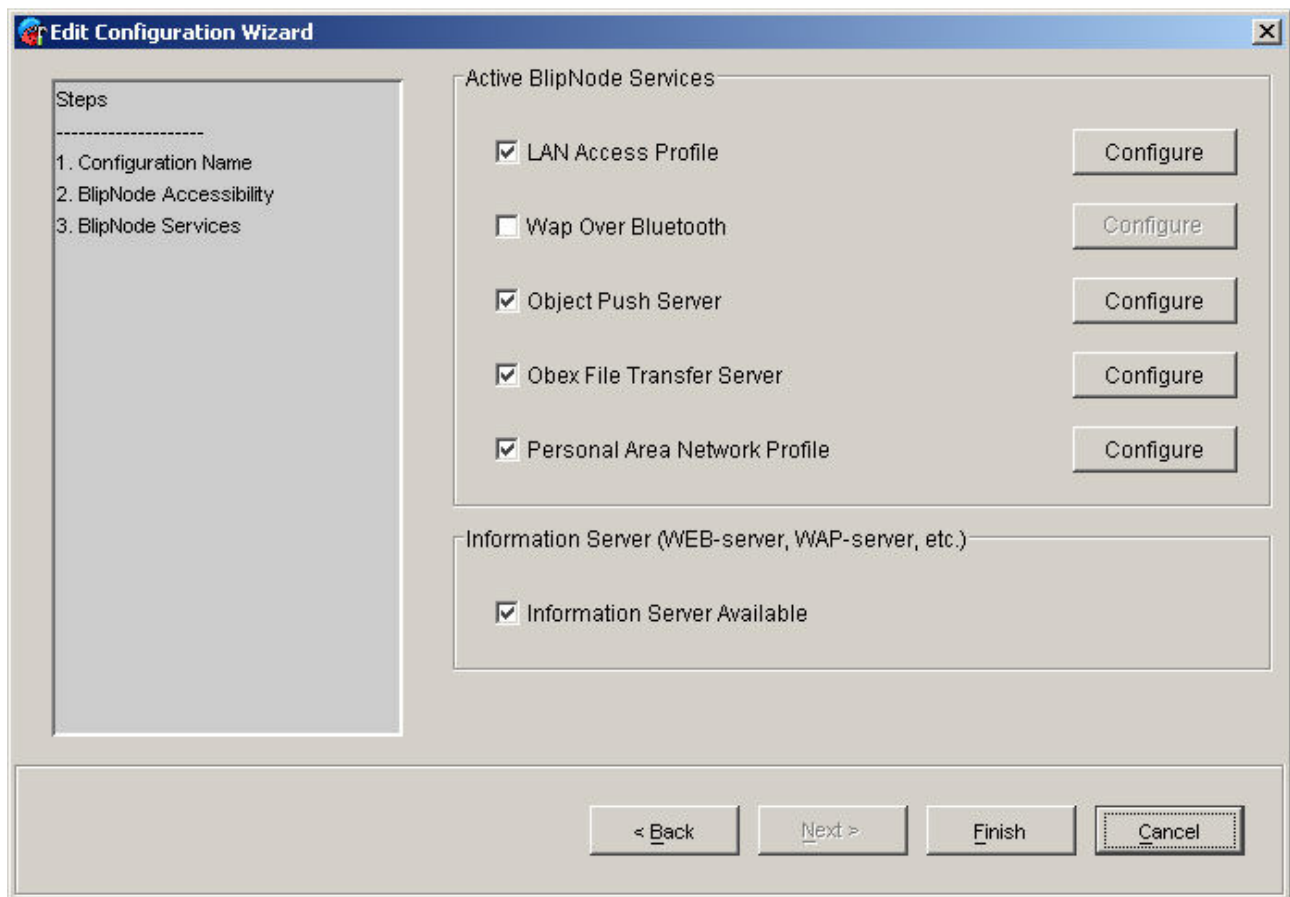 Edit Configuration Wizard
Steps
--------------------
1. Configuration Name
2. BlipNode Accessibility
3. BlipNode Services
Active BlipNode Services
LAN Access Profile Configure
Wap Over Bluetooth Configure
Object Push Server Configure
Obex File Transfer Server Configure
Personal Area Network Profile Configure
Information Server (WEB-server, WAP-server, etc.)
Information Server Available
< Back Next > Finish Cancel